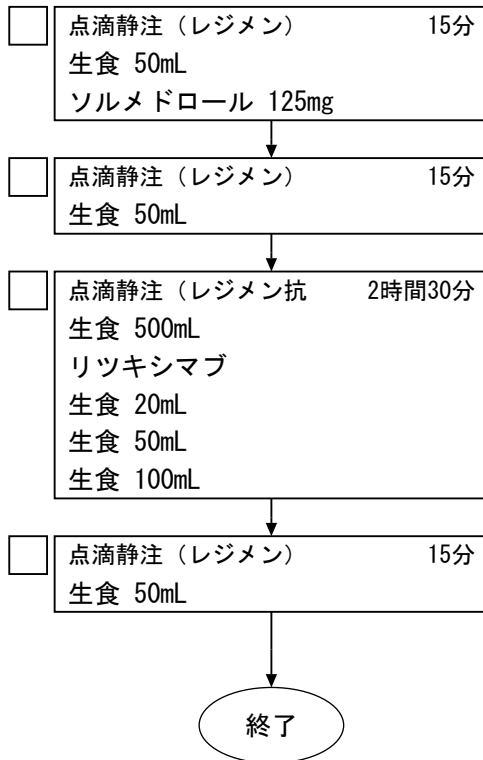 点滴静注（レジメン） 15分
生食 50mL
ソルメドロール 125mg
点滴静注（レジメン） 15分
生食 50mL
点滴静注（レジメン抗 2時間30分
生食 500mL
リツキシマブ
生食 20mL
生食 50mL
生食 100mL
点滴静注（レジメン） 15分
生食 50mL
終了